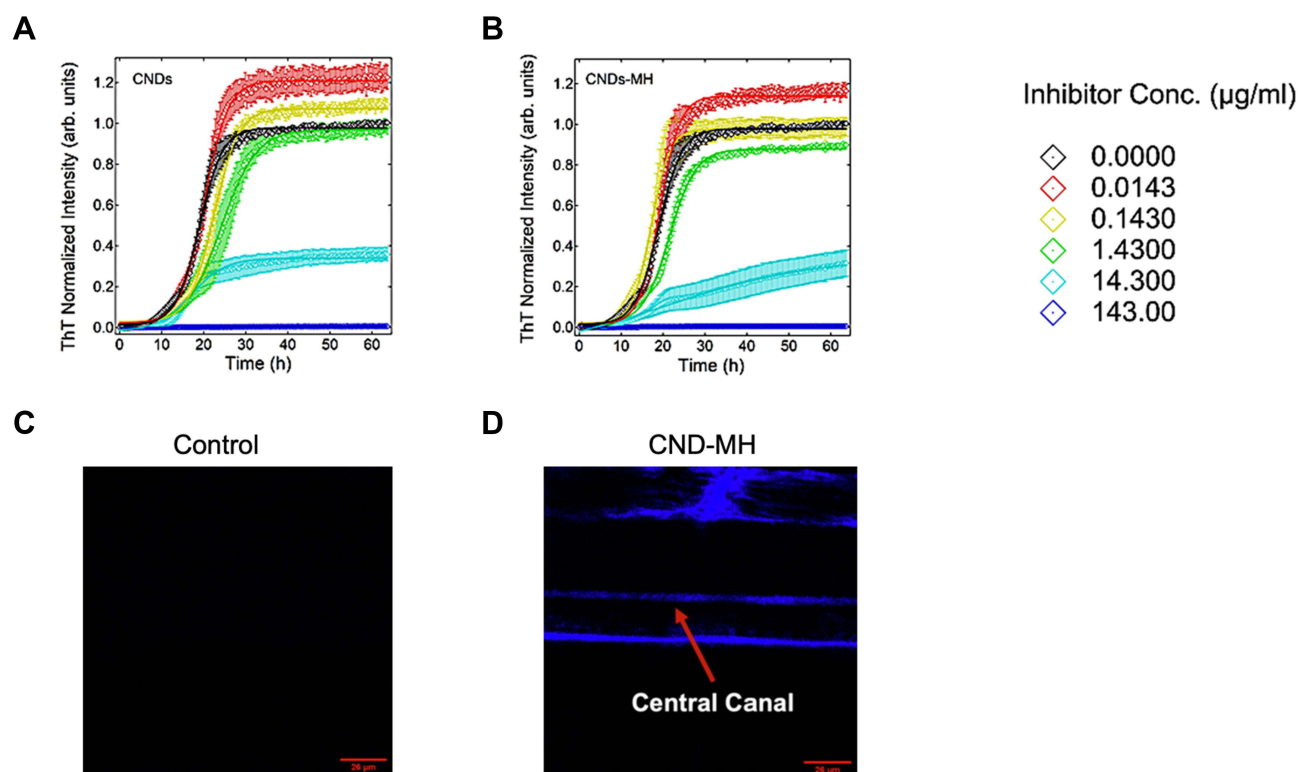 A
B
CNDs
ThT Normalized Intensity (arb. units)
1.2
1.0
0.8
0.6
0.4
0.2
0.0
0 10 20 30 40 50 60
Time (h)
CNDs-MH
ThT Normalized Intensity (arb. units)
1.2
1.0
0.8
0.6
0.4
0.2
0.0
0 10 20 30 40 50 60
Time (h)
Inhibitor Conc. (µg/ml)
0.0000
0.0143
0.1430
1.4300
14.300
143.00
C
D
Control
CND-MH
Central Canal
26 µm
26 µm